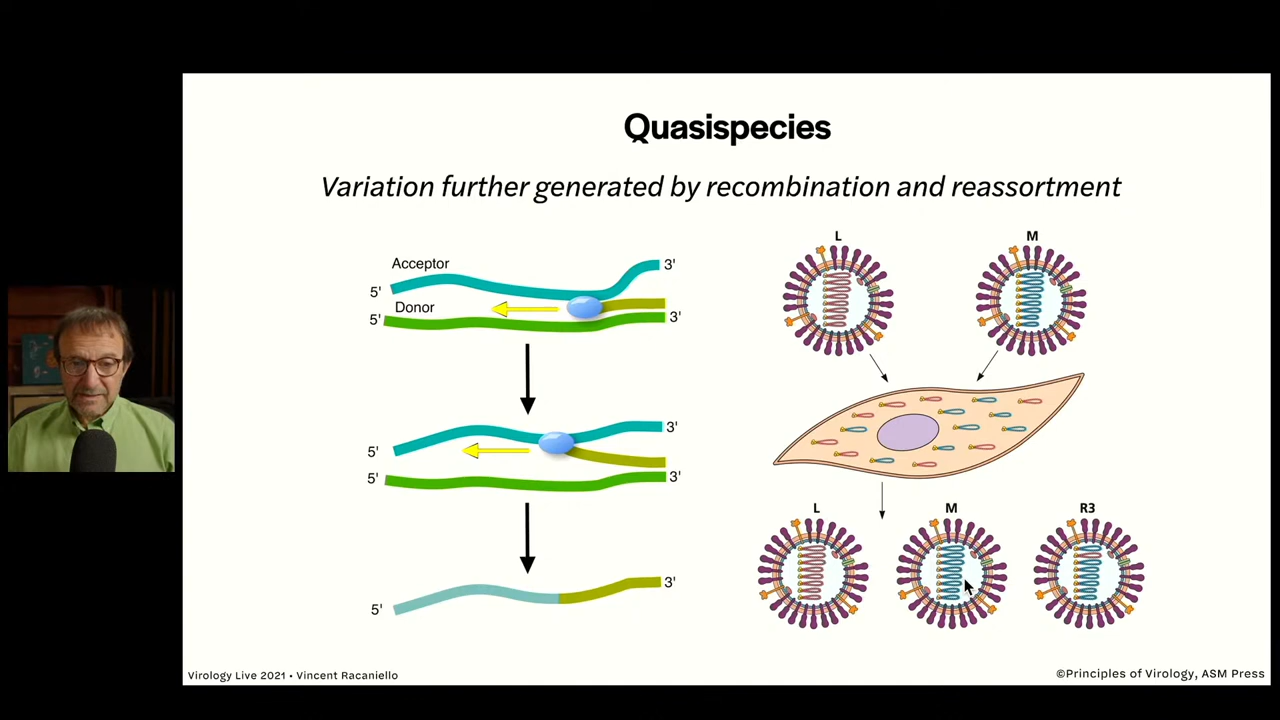 Quasispecies
Variation further generated by recombination and reassortment
Acceptor
5'
3'
Donor
5'
3'
3'
5'
5'
3'
5'
3'
L
M
L
M
R3
Virology Live 2021 • Vincent Racaniello
©Principles of Virology, ASM Press